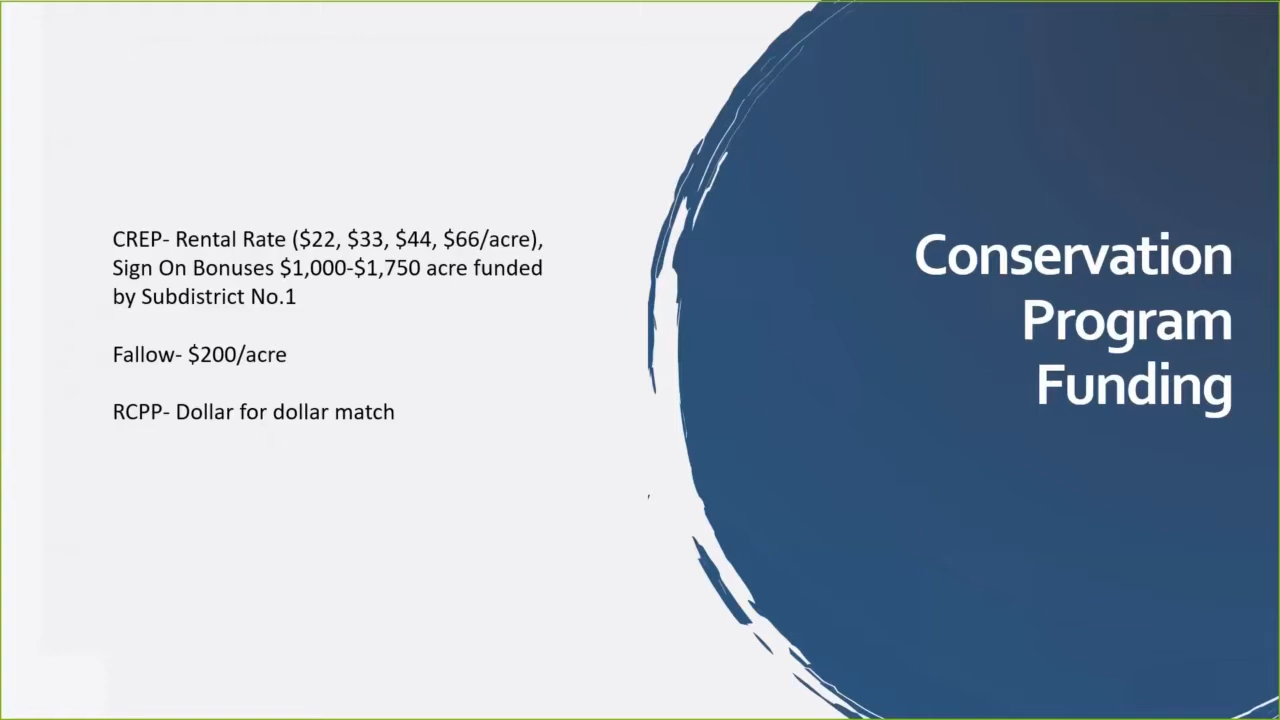 CREP- Rental Rate ($22, $33, $44, $66/acre),
Sign On Bonuses $1,000-$1,750 acre funded
by Subdistrict No.1
Fallow- $200/acre
RCPP- Dollar for dollar match
Conservation
Program
Funding